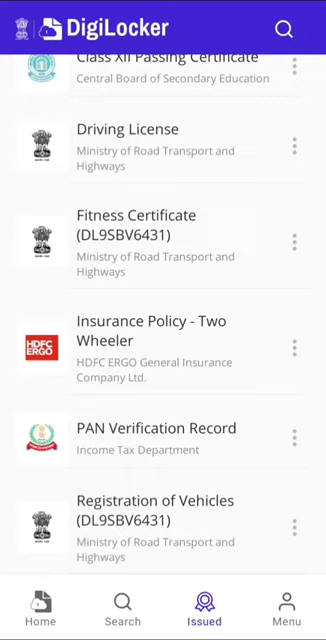 DigiLocker
Class XII Passing Certificate
Central Board of Secondary Education
Driving License
Ministry of Road Transport and
Highways
Fitness Certificate
(DL9SBV6431)
Ministry of Road Transport and
Highways
HDFC
ERGO
Insurance Policy - Two
Wheeler
HDFC ERGO General Insurance
Company Ltd.
PAN Verification Record
Income Tax Department
Registration of Vehicles
(DL9SBV6431)
Ministry of Road Transport and
Highways
Home
Search
Issued
Menu